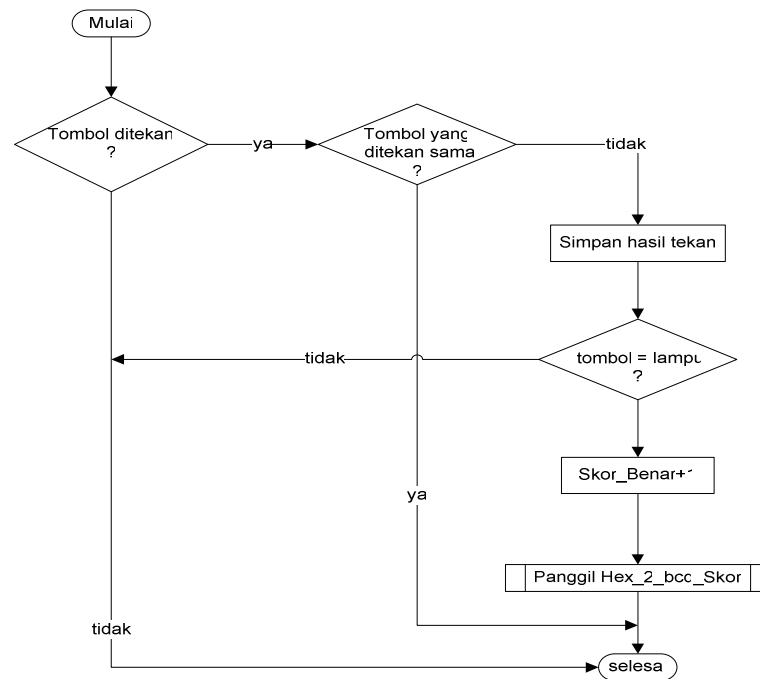 Mulai
Tombol ditekan
?
ya
Tombol yang
ditekan sama
?
tidak
Simpan hasil tekan
tombol = lampu
?
tidak
Skor_Benar+1
ya
Panggil Hex_2_bcd_Skor
tidak
selesa